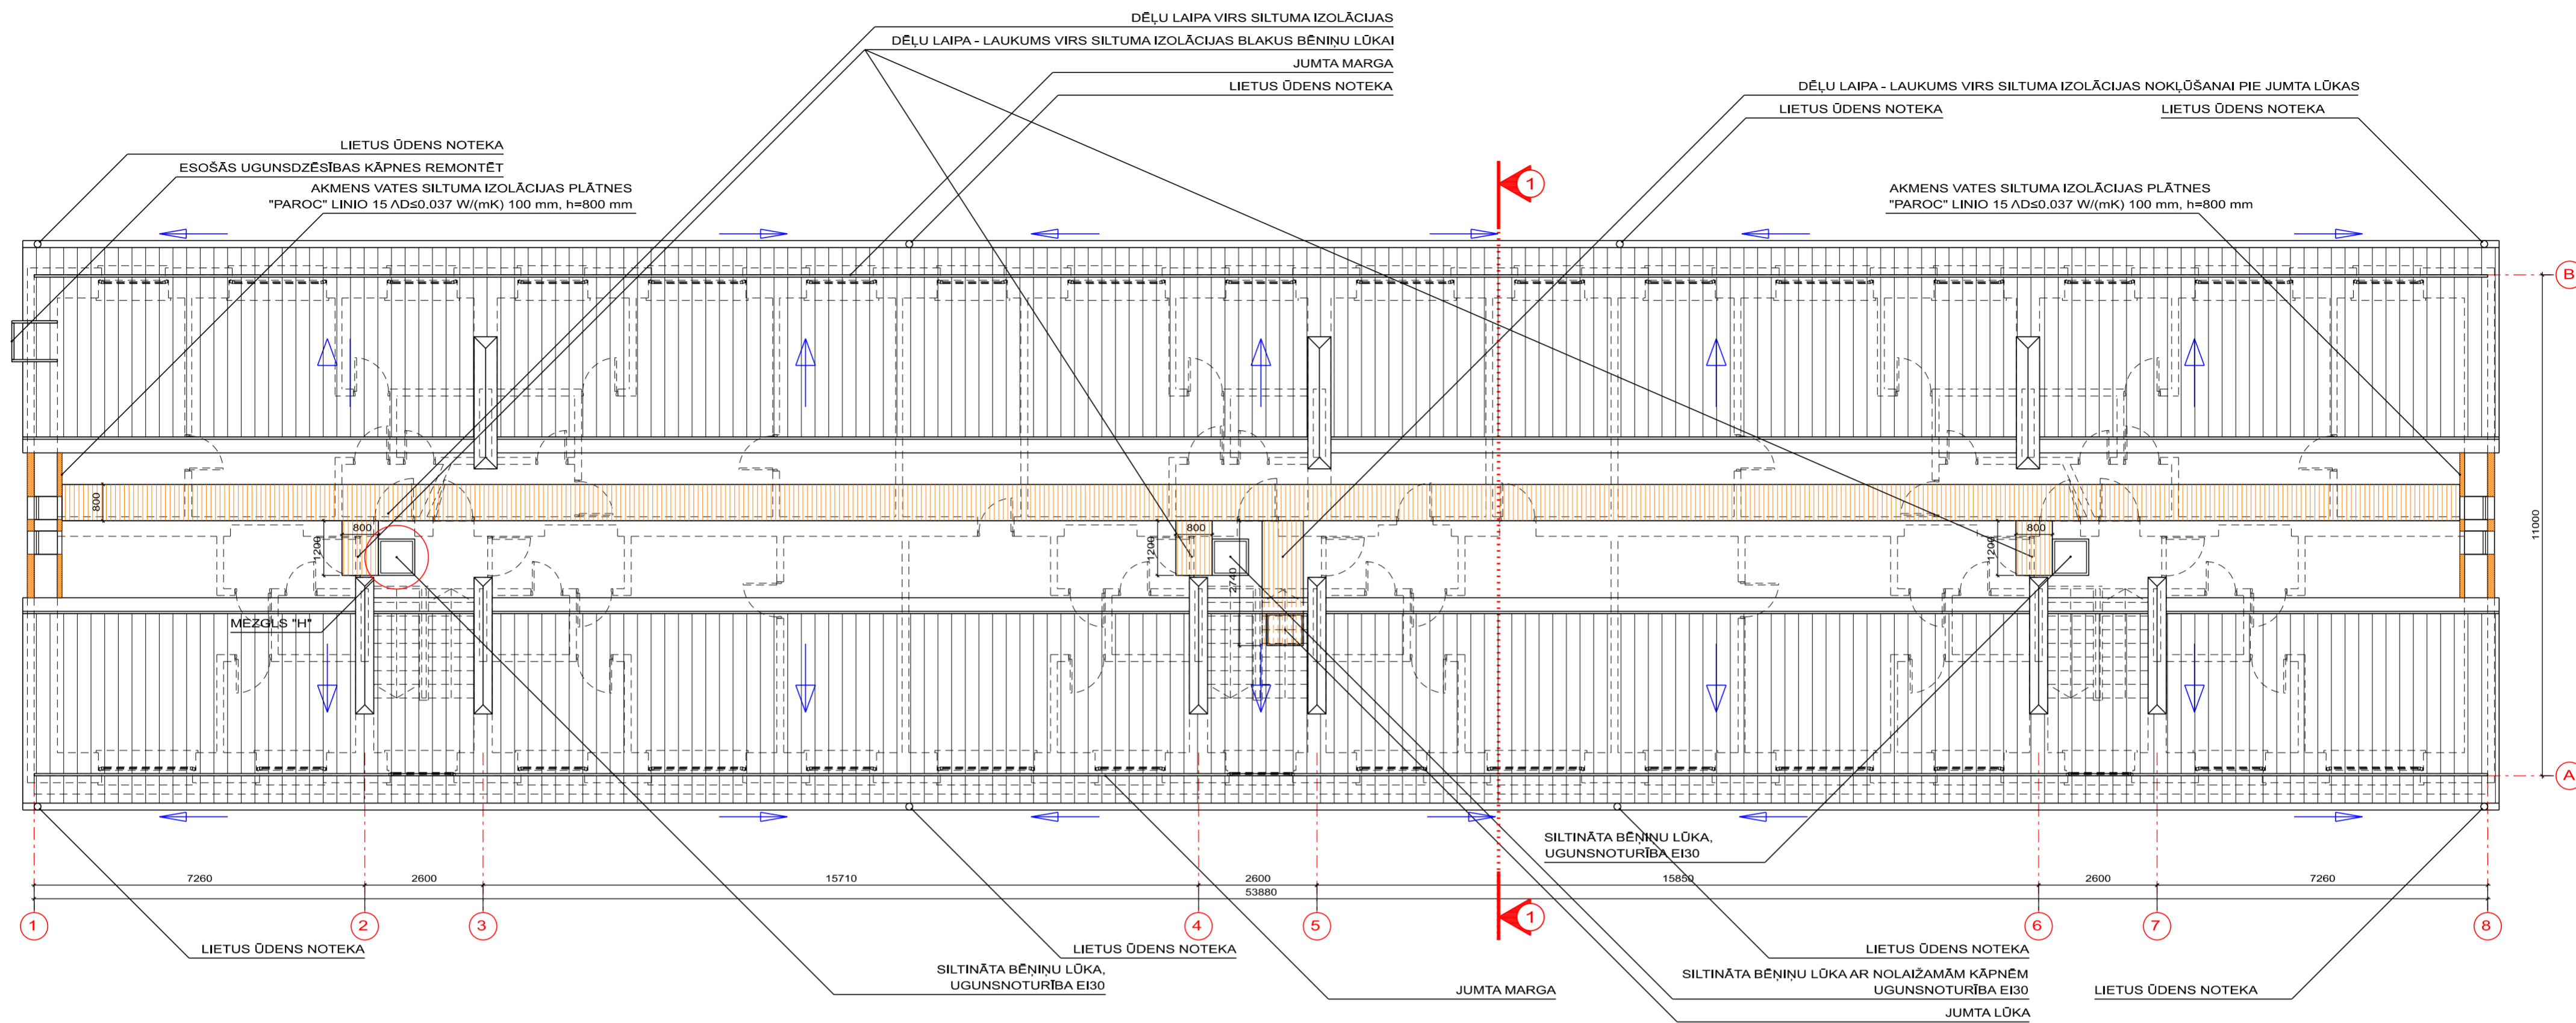 DĒĻU LAIPA VIRS SILTUMA IZOLĀCIJAS
DĒĻU LAIPA - LAUKUMS VIRS SILTUMA IZOLĀCIJAS BLAKUS BĒNIŅU LŪKAI
JUMTA MARGA
LIETUS ŪDENS NOTEKA
DĒĻU LAIPA - LAUKUMS VIRS SILTUMA IZOLĀCIJAS NOKĻŪŠANAI PIE JUMTA LŪKAS
LIETUS ŪDENS NOTEKA
LIETUS ŪDENS NOTEKA
LIETUS ŪDENS NOTEKA
ESOŠĀS UGUNSDZĒSĪBAS KĀPNES REMONTĒT
AKMENS VATES SILTUMA IZOLĀCIJAS PLĀTNES
"PAROC" LINIO 15 ΛD≤0.037 W/(mK) 100 mm, h=800 mm
AKMENS VATES SILTUMA IZOLĀCIJAS PLĀTNES
"PAROC" LINIO 15 ΛD≤0.037 W/(mK) 100 mm, h=800 mm
1
B
800
800
1200
800
1200
2740
800
1200
11000
MEZGLS "H"
A
SILTINĀTA BĒNIŅU LŪKA,
UGUNSNOTURĪBA EI30
7260
2600
15710
2600
15850
2600
7260
53880
1
2
3
4
5
1
6
7
8
LIETUS ŪDENS NOTEKA
LIETUS ŪDENS NOTEKA
LIETUS ŪDENS NOTEKA
SILTINĀTA BĒNIŅU LŪKA,
UGUNSNOTURĪBA EI30
SILTINĀTA BĒNIŅU LŪKA AR NOLAIŽAMĀM KĀPNĒM
UGUNSNOTURĪBA EI30
JUMTA MARGA
LIETUS ŪDENS NOTEKA
JUMTA LŪKA